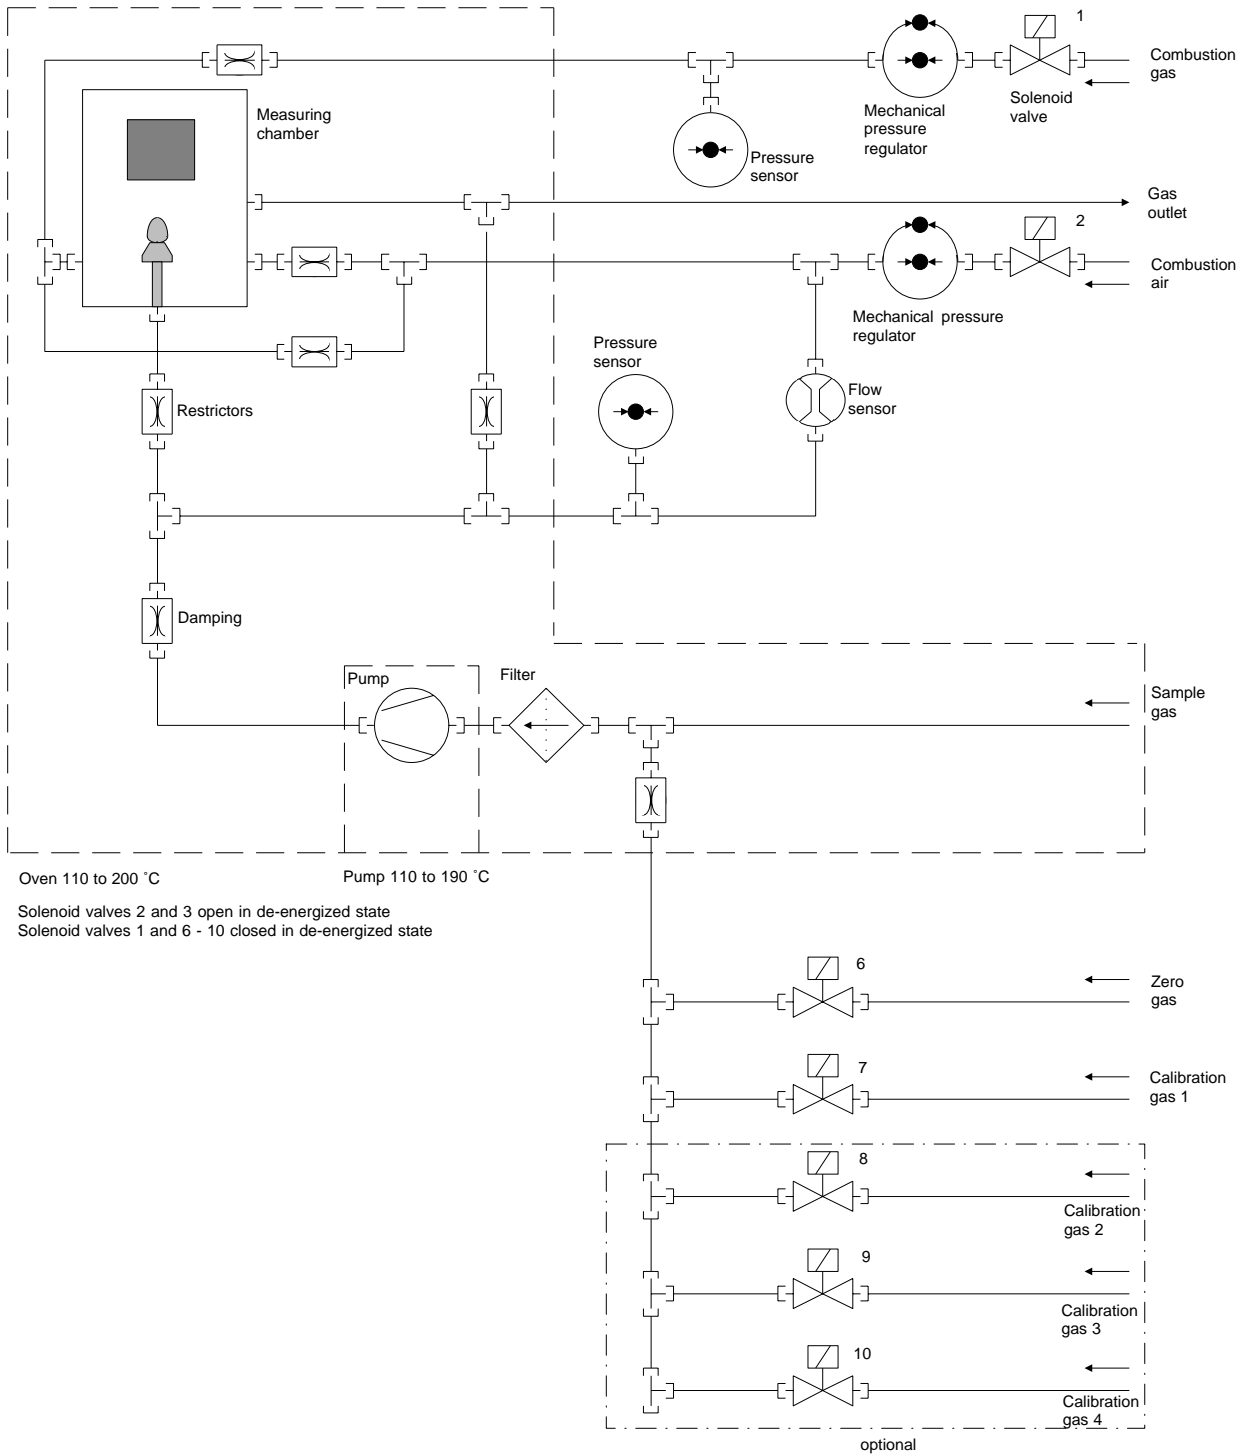 1
Combustion
gas
Measuring
chamber
Mechanical
pressure
regulator
Solenoid
valve
Pressure
sensor
Gas
outlet
2
Combustion
air
Mechanical pressure
regulator
Pressure
sensor
Flow
sensor
Restrictors
Damping
Pump
Filter
Sample
gas
Oven 110 to 200 °C
Pump 110 to 190 °C
Solenoid valves 2 and 3 open in de-energized state
Solenoid valves 1 and 6 - 10 closed in de-energized state
6
Zero
gas
7
Calibration
gas 1
8
Calibration
gas 2
9
Calibration
gas 3
10
Calibration
gas 4
optional